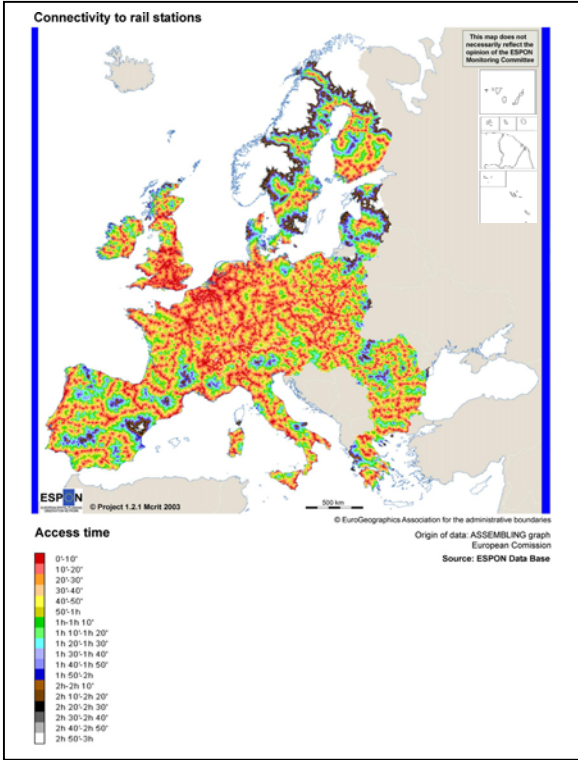 Connectivity to rail stations
This map does not
necessarily reflect the
opinion of the ESPON
Monitoring Committee
ESPON
© Project 1.2.1 Mcrit 2003
500 km
© EuroGeographics Association for the administrative boundaries
Origin of data: ASSEMBLING graph
European Comission
Source: ESPON Data Base
Access time
0'-10'
10'-20'
20'-30'
30'-40'
40'-50'
50'-1h
1h-1h 10'
1h 10'-1h 20'
1h 20'-1h 30'
1h 30'-1h 40'
1h 40'-1h 50'
1h 50'-2h
2h-2h 10'
2h 10'-2h 20'
2h 20'-2h 30'
2h 30'-2h 40'
2h 40'-2h 50'
2h 50'-3h